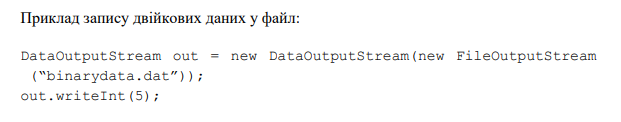 Приклад запису двійкових даних у файл:
DataOutputStream out = new DataOutputStream(new FileOutputStream
(“binarydata.dat”));
out.writeInt(5);